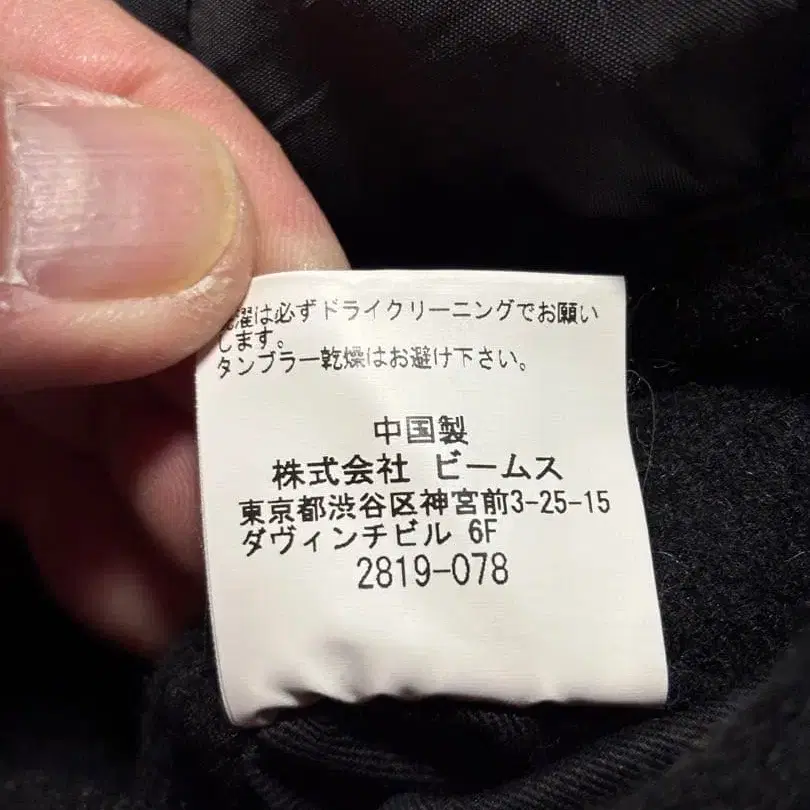 洗濯は必ずドライクリーニングでお願い
します。
タンブラー乾燥はお避け下さい。
中国製
株式会社 ビームス
東京都渋谷区神宮前3-25-15
ダヴィンチビル 6F
2819-078